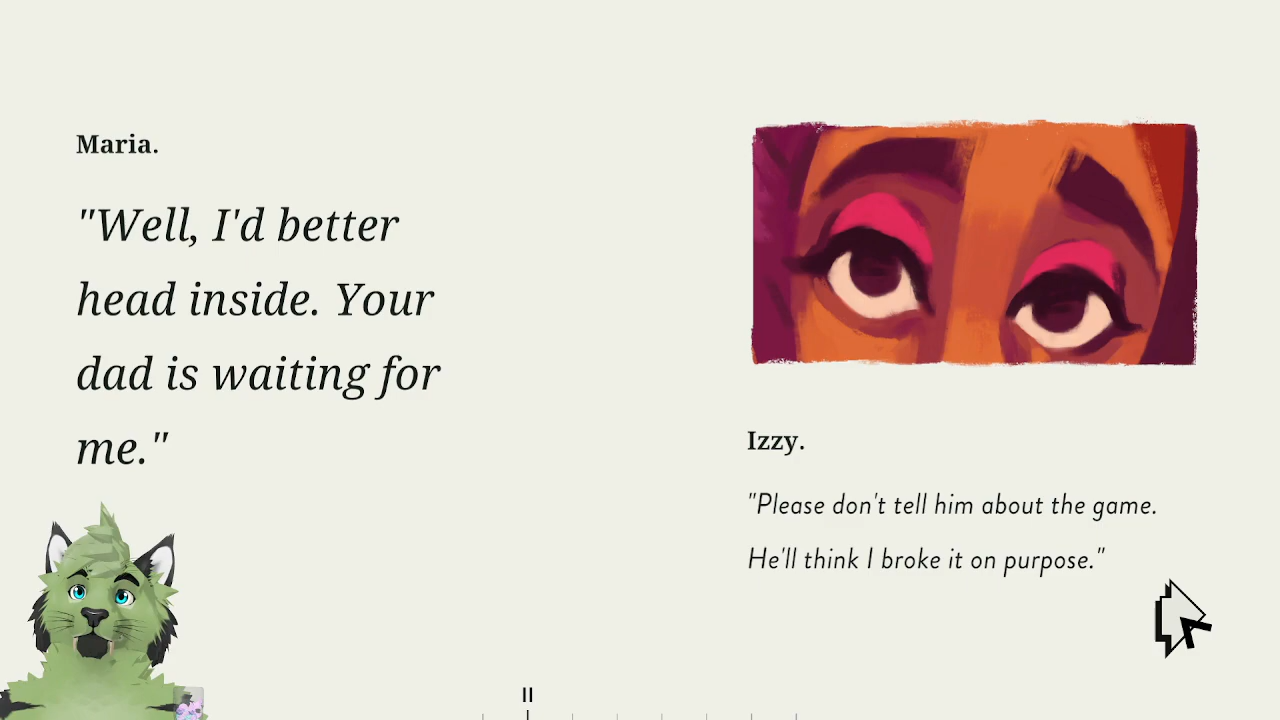 Maria.
"Well, I'd better
head inside. Your
dad is waiting for
me."
Izzy.
"Please don't tell him about the game.
He'll think I broke it on purpose."
II